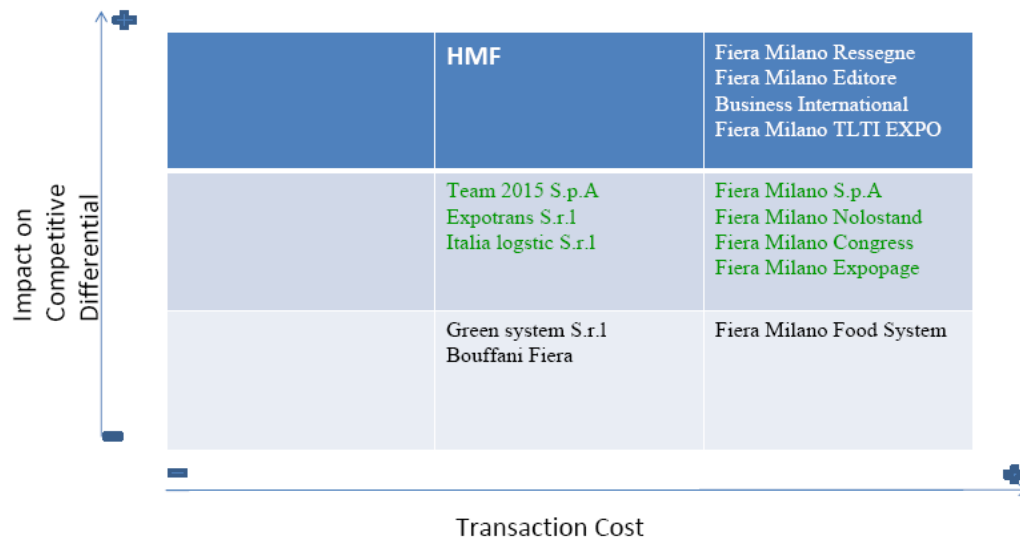 HMF
Fiera Milano Ressegne
Fiera Milano Editore
Business International
Fiera Milano TLTI EXPO
Impact on
Competitive
Differential
Team 2015 S.p.A
Expotrans S.r.l
Italia logstic S.r.l
Fiera Milano S.p.A
Fiera Milano Nolostand
Fiera Milano Congress
Fiera Milano Expopage
Green system S.r.l
Bouffani Fiera
Fiera Milano Food System
Transaction Cost